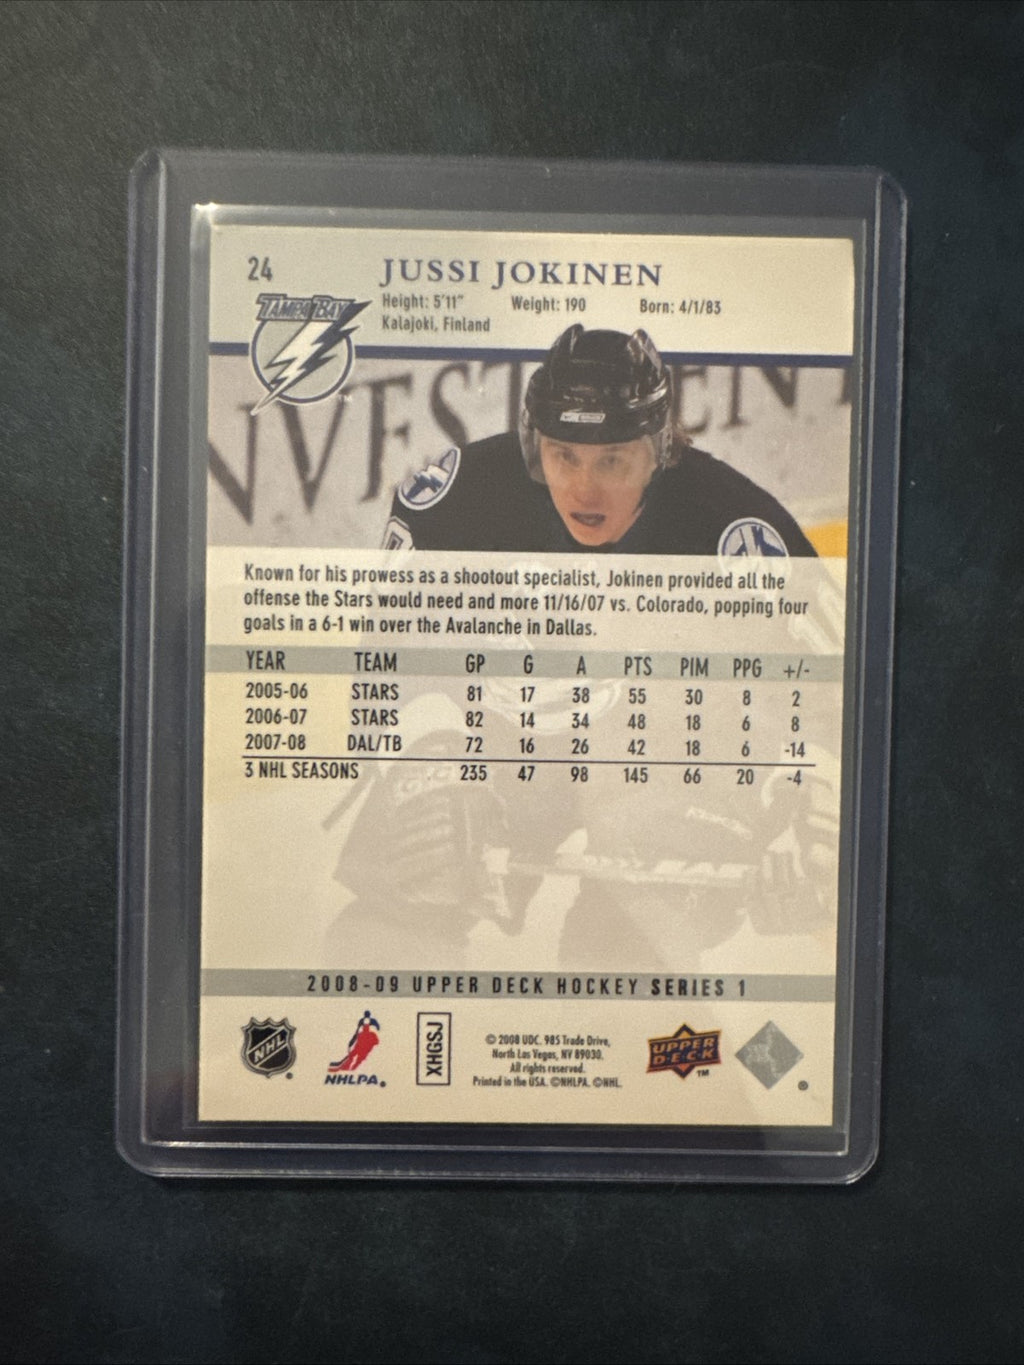 24
JUSSI JOKINEN
TAMPA BAY
Height: 5'11" Weight: 190 Born: 4/1/83
Kalajoki, Finland
Known for his prowess as a shootout specialist, Jokinen provided all the
offense the Stars would need and more 11/16/07 vs. Colorado, popping four
goals in a 6-1 win over the Avalanche in Dallas.
YEAR TEAM GP G A PTS PIM PPG +/-
2005-06 STARS 81 17 38 55 30 8 2
2006-07 STARS 82 14 34 48 18 6 8
2007-08 DAL/TB 72 16 26 42 18 6 -14
3 NHL SEASONS 235 47 98 145 66 20 -4
2008-09 UPPER DECK HOCKEY SERIES 1
NHL
NHLPA
XHGSJ
© 2008 UDC. 985 Trade Drive,
North Las Vegas, NV 89030.
All rights reserved.
Printed in the USA. ©NHLPA. ©NHL.
UPPER
DECK
TM